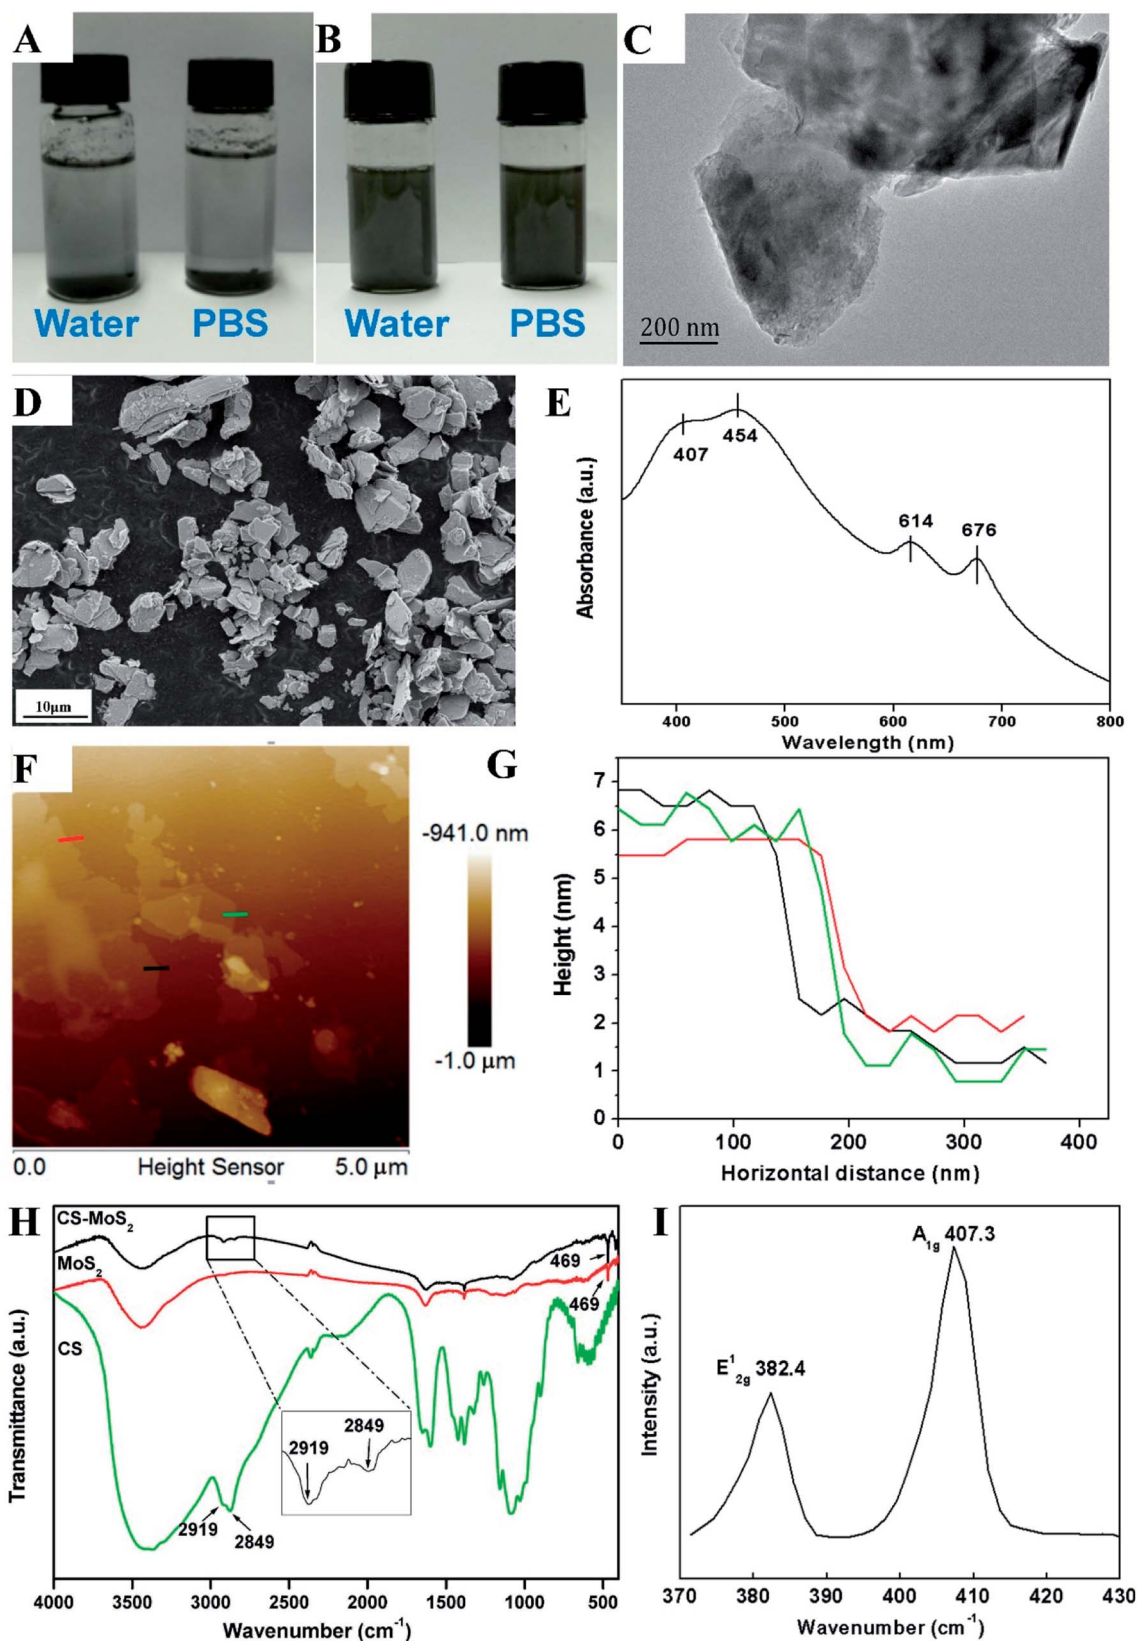 A
Water PBS
B
Water PBS
C
200 nm
D
10µm
E
Absorbance (a.u.)
407
454
614
676
400 500 600 700 800
Wavelength (nm)
F
-941.0 nm
-1.0 µm
0.0 Height Sensor 5.0 µm
G
Height (nm)
7
6
5
4
3
2
1
0
0 100 200 300 400
Horizontal distance (nm)
H
CS-MoS2
MoS2
CS
469
469
2919
2849
2919
2849
Transmittance (a.u.)
4000 3500 3000 2500 2000 1500 1000 500
Wavenumber (cm-1)
I
A1g 407.3
E12g 382.4
Intensity (a.u.)
370 380 390 400 410 420 430
Wavenumber (cm-1)